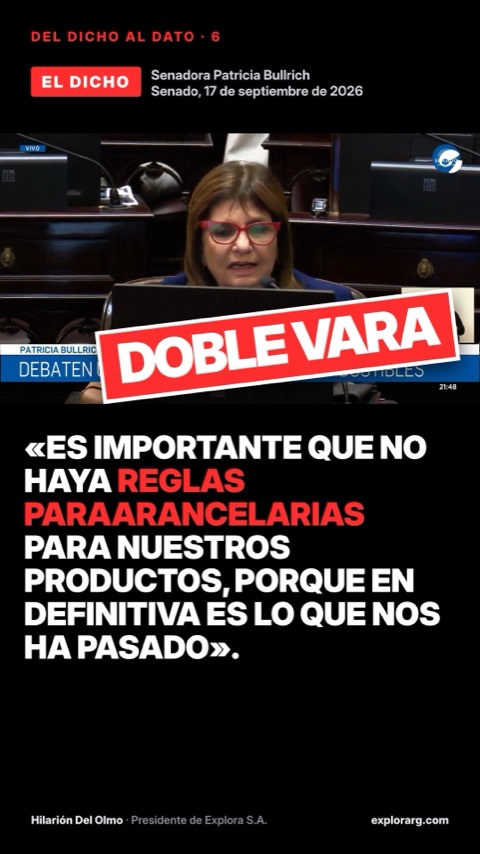 DEL DICHO AL DATO · 6
EL DICHO
Senadora Patricia Bullrich
Senado, 17 de septiembre de 2026
VIVO
DOBLE VARA
PATRICIA BULLRIC
DEBATEN
21:48
«ES IMPORTANTE QUE NO
HAYA REGLAS
PARAARANCELARIAS
PARA NUESTROS
PRODUCTOS, PORQUE EN
DEFINITIVA ES LO QUE NOS
HA PASADO».
Hilarión Del Olmo · Presidente de Explora S.A.
explorarg.com